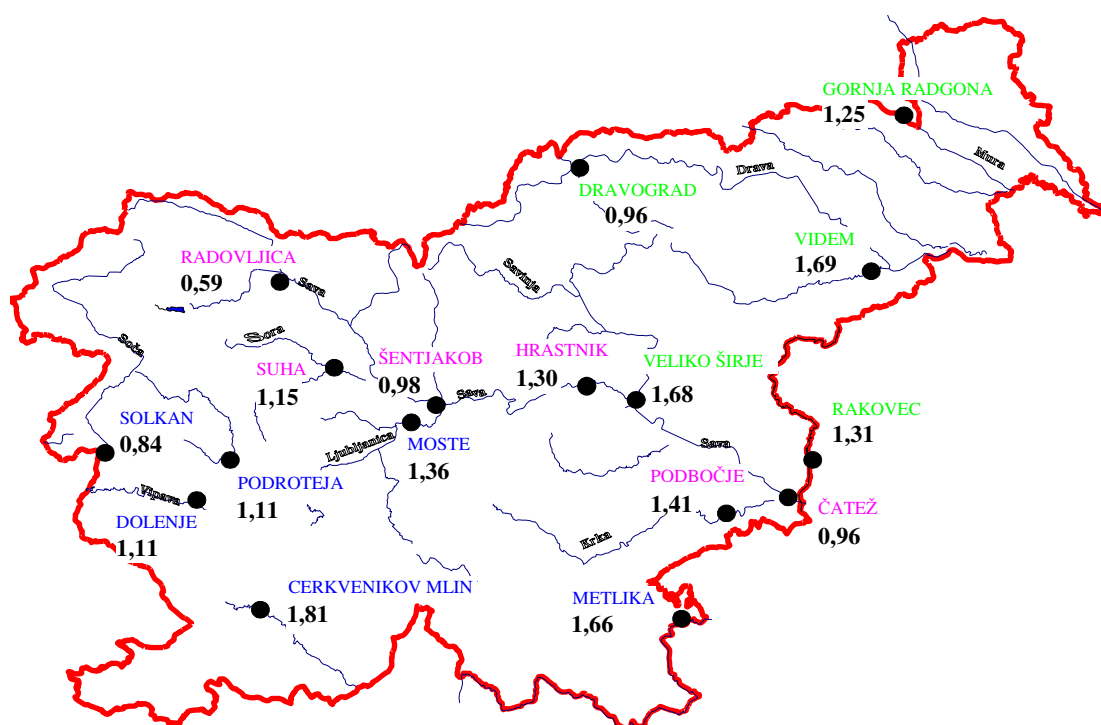 GORNJA RADGONA
1,25
Mura
Drava
DRAVOGRAD
0,96
VIDEM
1,69
RADOVLJICA
0,59
Sava
Savinja
Soča
Sora
SUHA
1,15
ŠENTJAKOB
0,98
Sava
HRASTNIK
1,30
VELIKO ŠIRJE
1,68
RAKOVEC
1,31
SOLKAN
0,84
Ljubljanica
MOSTE
1,36
Sava
PODROTEJA
1,11
PODBOČJE
1,41
ČATEŽ
0,96
Vipava
DOLENJE
1,11
Krka
CERKVENIKOV MLIN
1,81
METLIKA
1,66